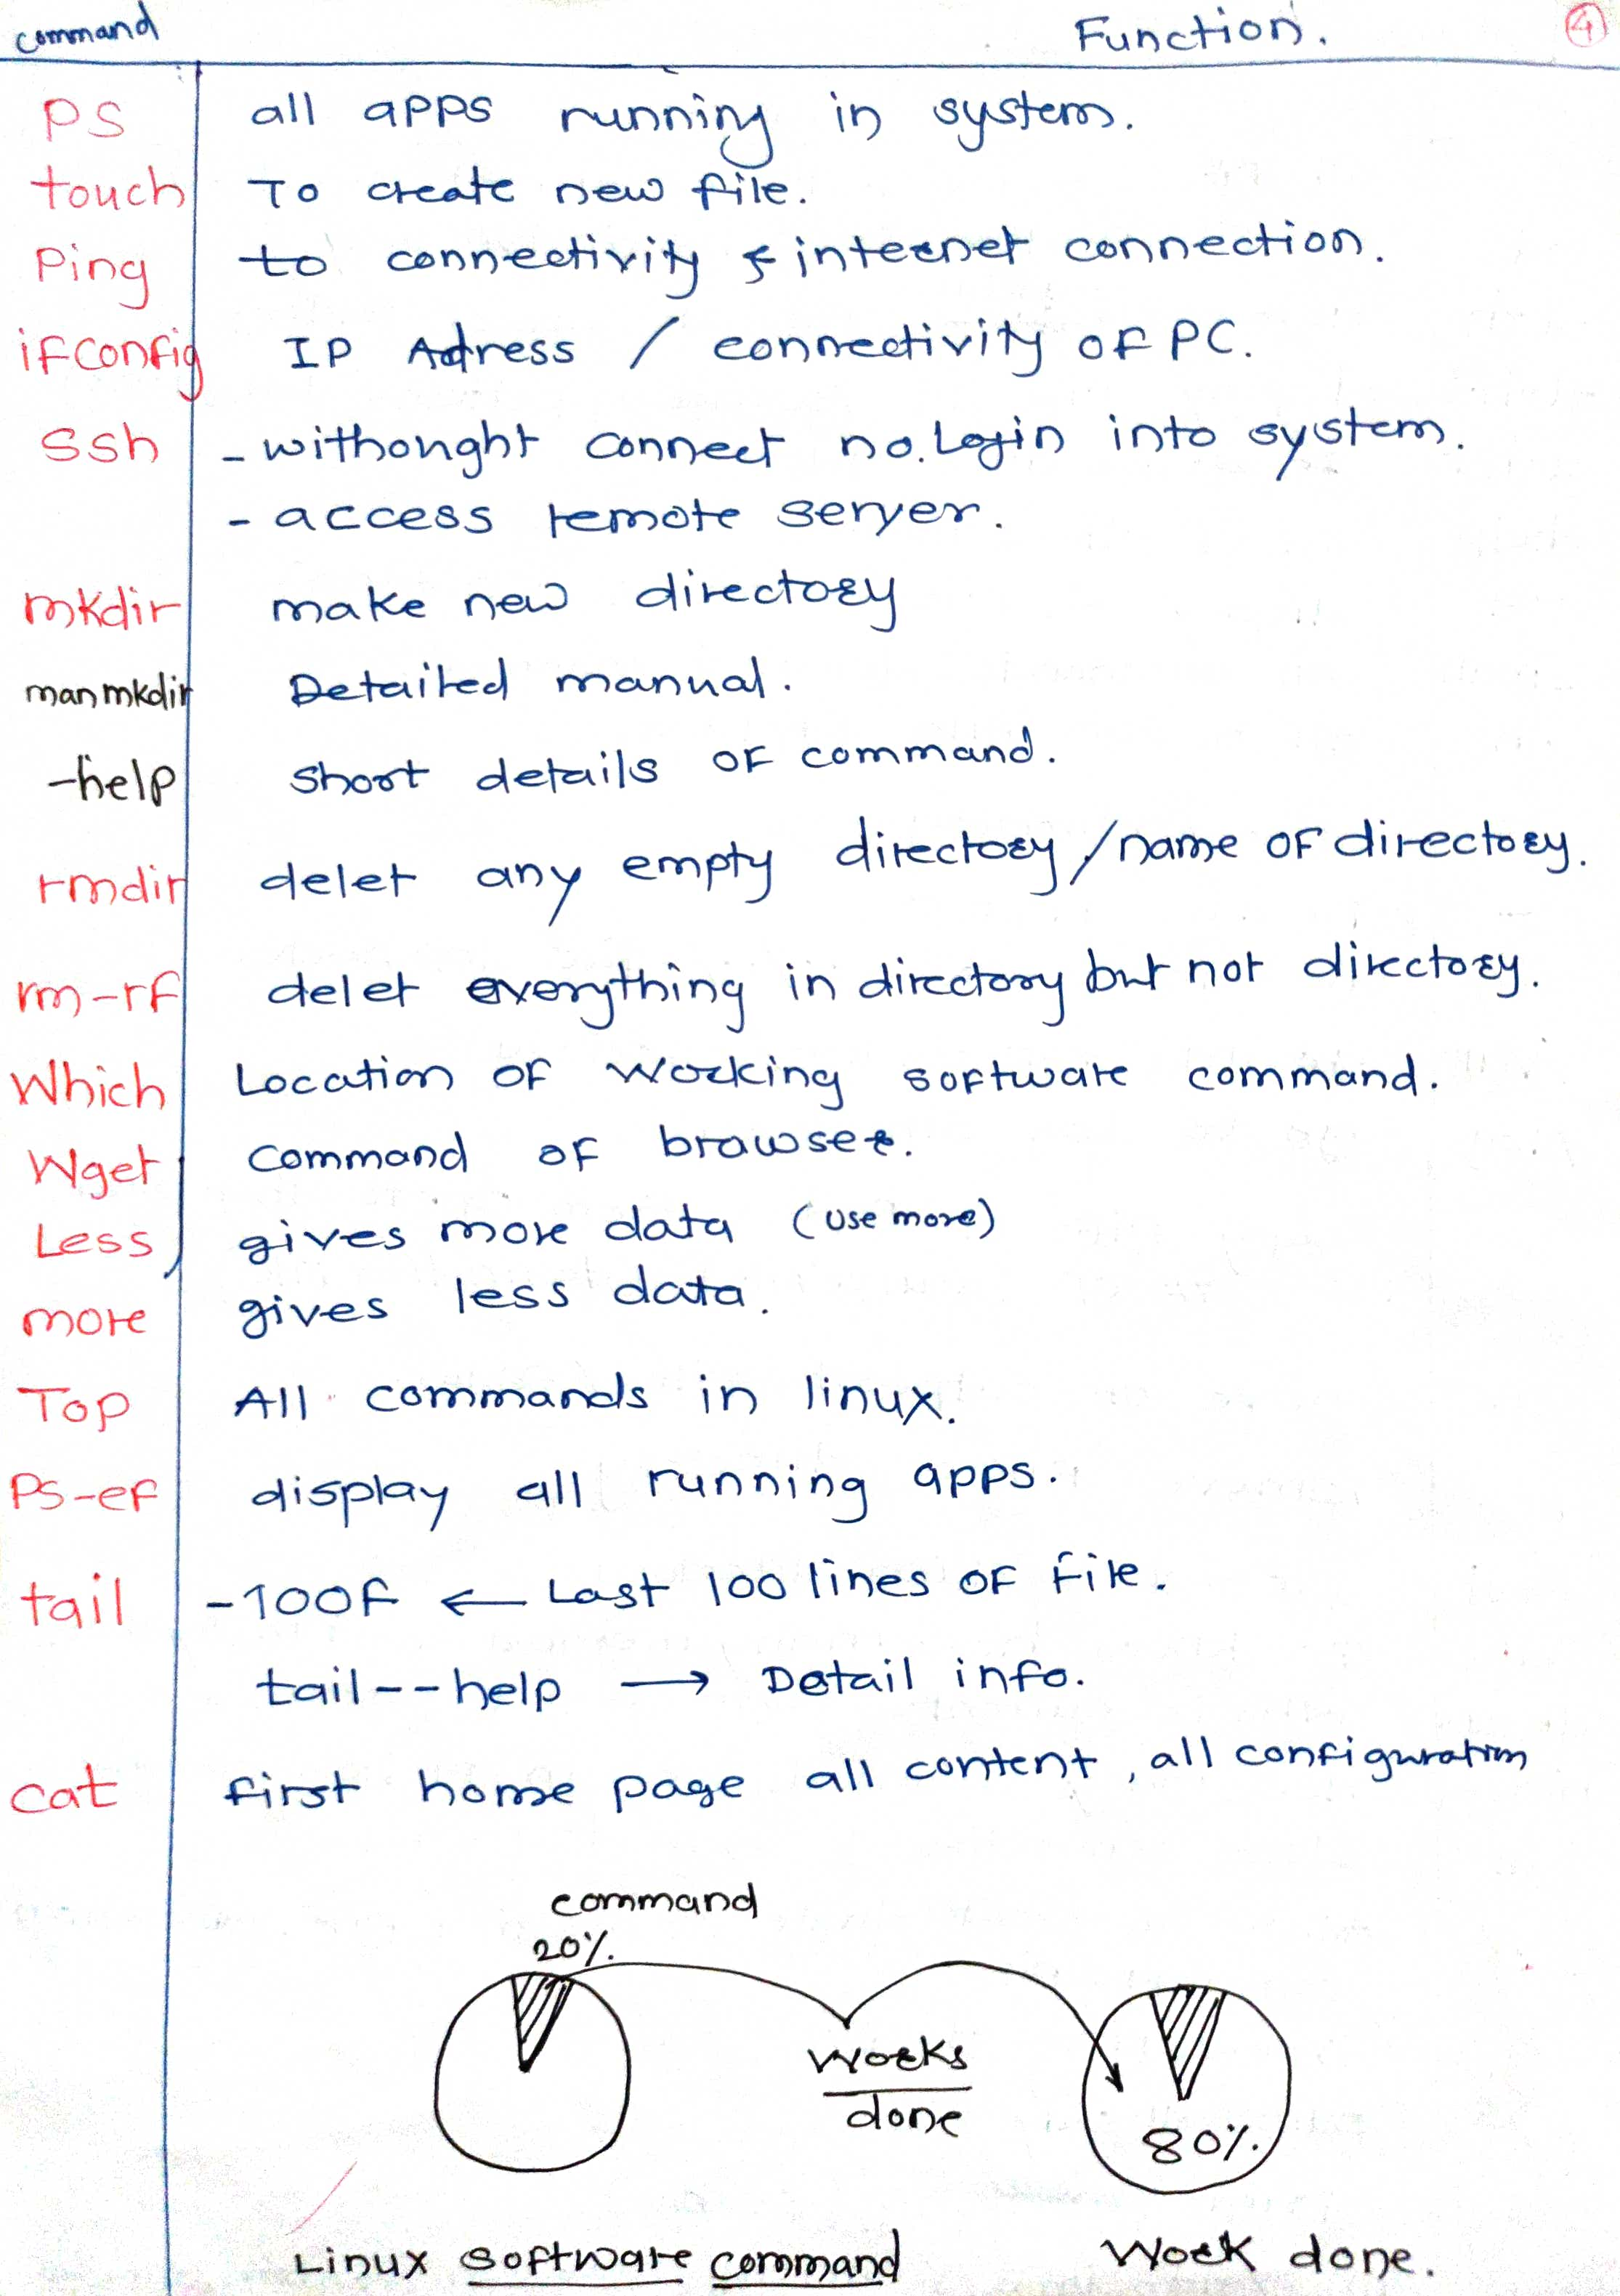 command Function. 4
PS all apps running in system.
touch To create new file.
Ping to connectivity & internet connection.
ifconfig IP Adress / connectivity of PC.
Ssh - withonght connect no. Login into system.
- access remote server.
mkdir make new directory
man mkdir Detailed manual.
-help short details of command.
rmdir delet any empty directory / name of directory.
rm-rf delet everything in directory but not directory.
Which Location of working software command.
Wget command of browser.
Less gives more data (use more)
more gives less data.
Top All commands in linux.
PS-ef display all running apps.
tail -100f ← Last 100 lines of file.
tail--help → Detail info.
cat first home page all content, all configuration
command
20%.
works
done
80%.
Linux software command work done.